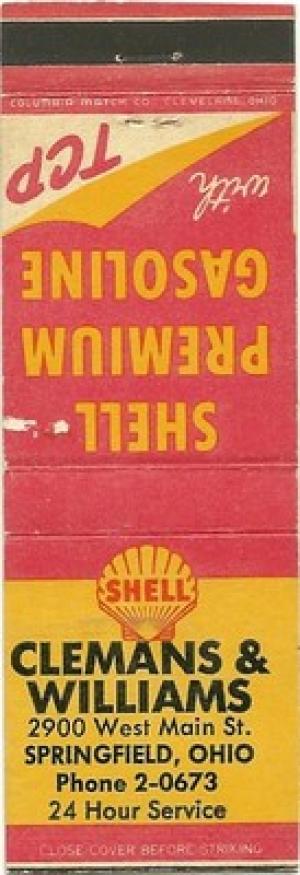 COLUMBIA MATCH CO. CLEVELAND, OHIO
SHELL
PREMIUM
GASOLINE
with
TCP
SHELL
CLEMANS &
WILLIAMS
2900 West Main St.
SPRINGFIELD, OHIO
Phone 2-0673
24 Hour Service
CLOSE COVER BEFORE STRIKING